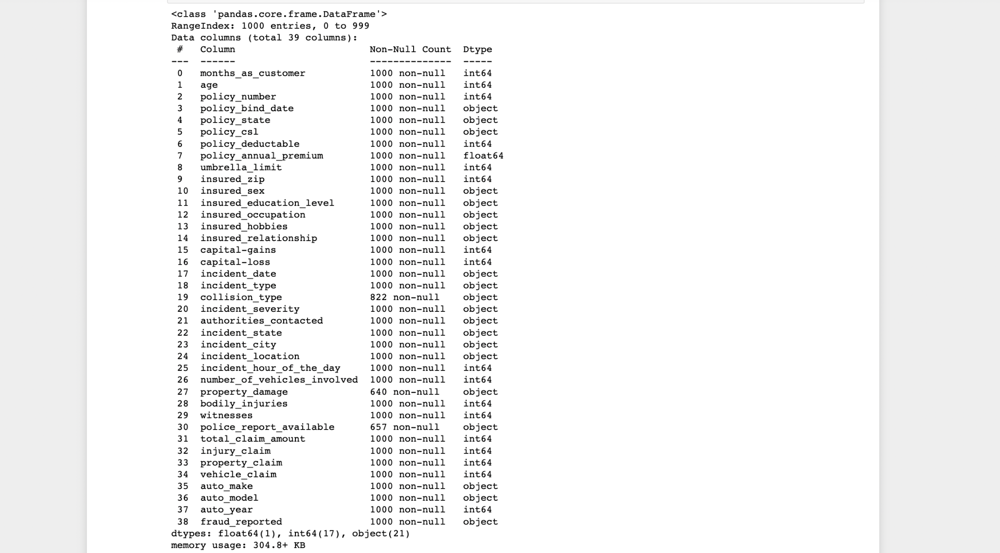 <class 'pandas.core.frame.DataFrame'>
RangeIndex: 1000 entries, 0 to 999
Data columns (total 39 columns):
 #   Column                       Non-Null Count  Dtype
---  ------                       --------------  -----
 0   months_as_customer           1000 non-null   int64
 1   age                          1000 non-null   int64
 2   policy_number                1000 non-null   int64
 3   policy_bind_date             1000 non-null   object
 4   policy_state                 1000 non-null   object
 5   policy_csl                   1000 non-null   object
 6   policy_deductable            1000 non-null   int64
 7   policy_annual_premium        1000 non-null   float64
 8   umbrella_limit               1000 non-null   int64
 9   insured_zip                  1000 non-null   int64
 10  insured_sex                  1000 non-null   object
 11  insured_education_level      1000 non-null   object
 12  insured_occupation           1000 non-null   object
 13  insured_hobbies              1000 non-null   object
 14  insured_relationship         1000 non-null   object
 15  capital-gains                1000 non-null   int64
 16  capital-loss                 1000 non-null   int64
 17  incident_date                1000 non-null   object
 18  incident_type                1000 non-null   object
 19  collision_type               822 non-null    object
 20  incident_severity            1000 non-null   object
 21  authorities_contacted        1000 non-null   object
 22  incident_state               1000 non-null   object
 23  incident_city                1000 non-null   object
 24  incident_location            1000 non-null   object
 25  incident_hour_of_the_day     1000 non-null   int64
 26  number_of_vehicles_involved  1000 non-null   int64
 27  property_damage              640 non-null    object
 28  bodily_injuries              1000 non-null   int64
 29  witnesses                    1000 non-null   int64
 30  police_report_available      657 non-null    object
 31  total_claim_amount           1000 non-null   int64
 32  injury_claim                 1000 non-null   int64
 33  property_claim               1000 non-null   int64
 34  vehicle_claim                1000 non-null   int64
 35  auto_make                    1000 non-null   object
 36  auto_model                   1000 non-null   object
 37  auto_year                    1000 non-null   int64
 38  fraud_reported               1000 non-null   object
dtypes: float64(1), int64(17), object(21)
memory usage: 304.8+ KB